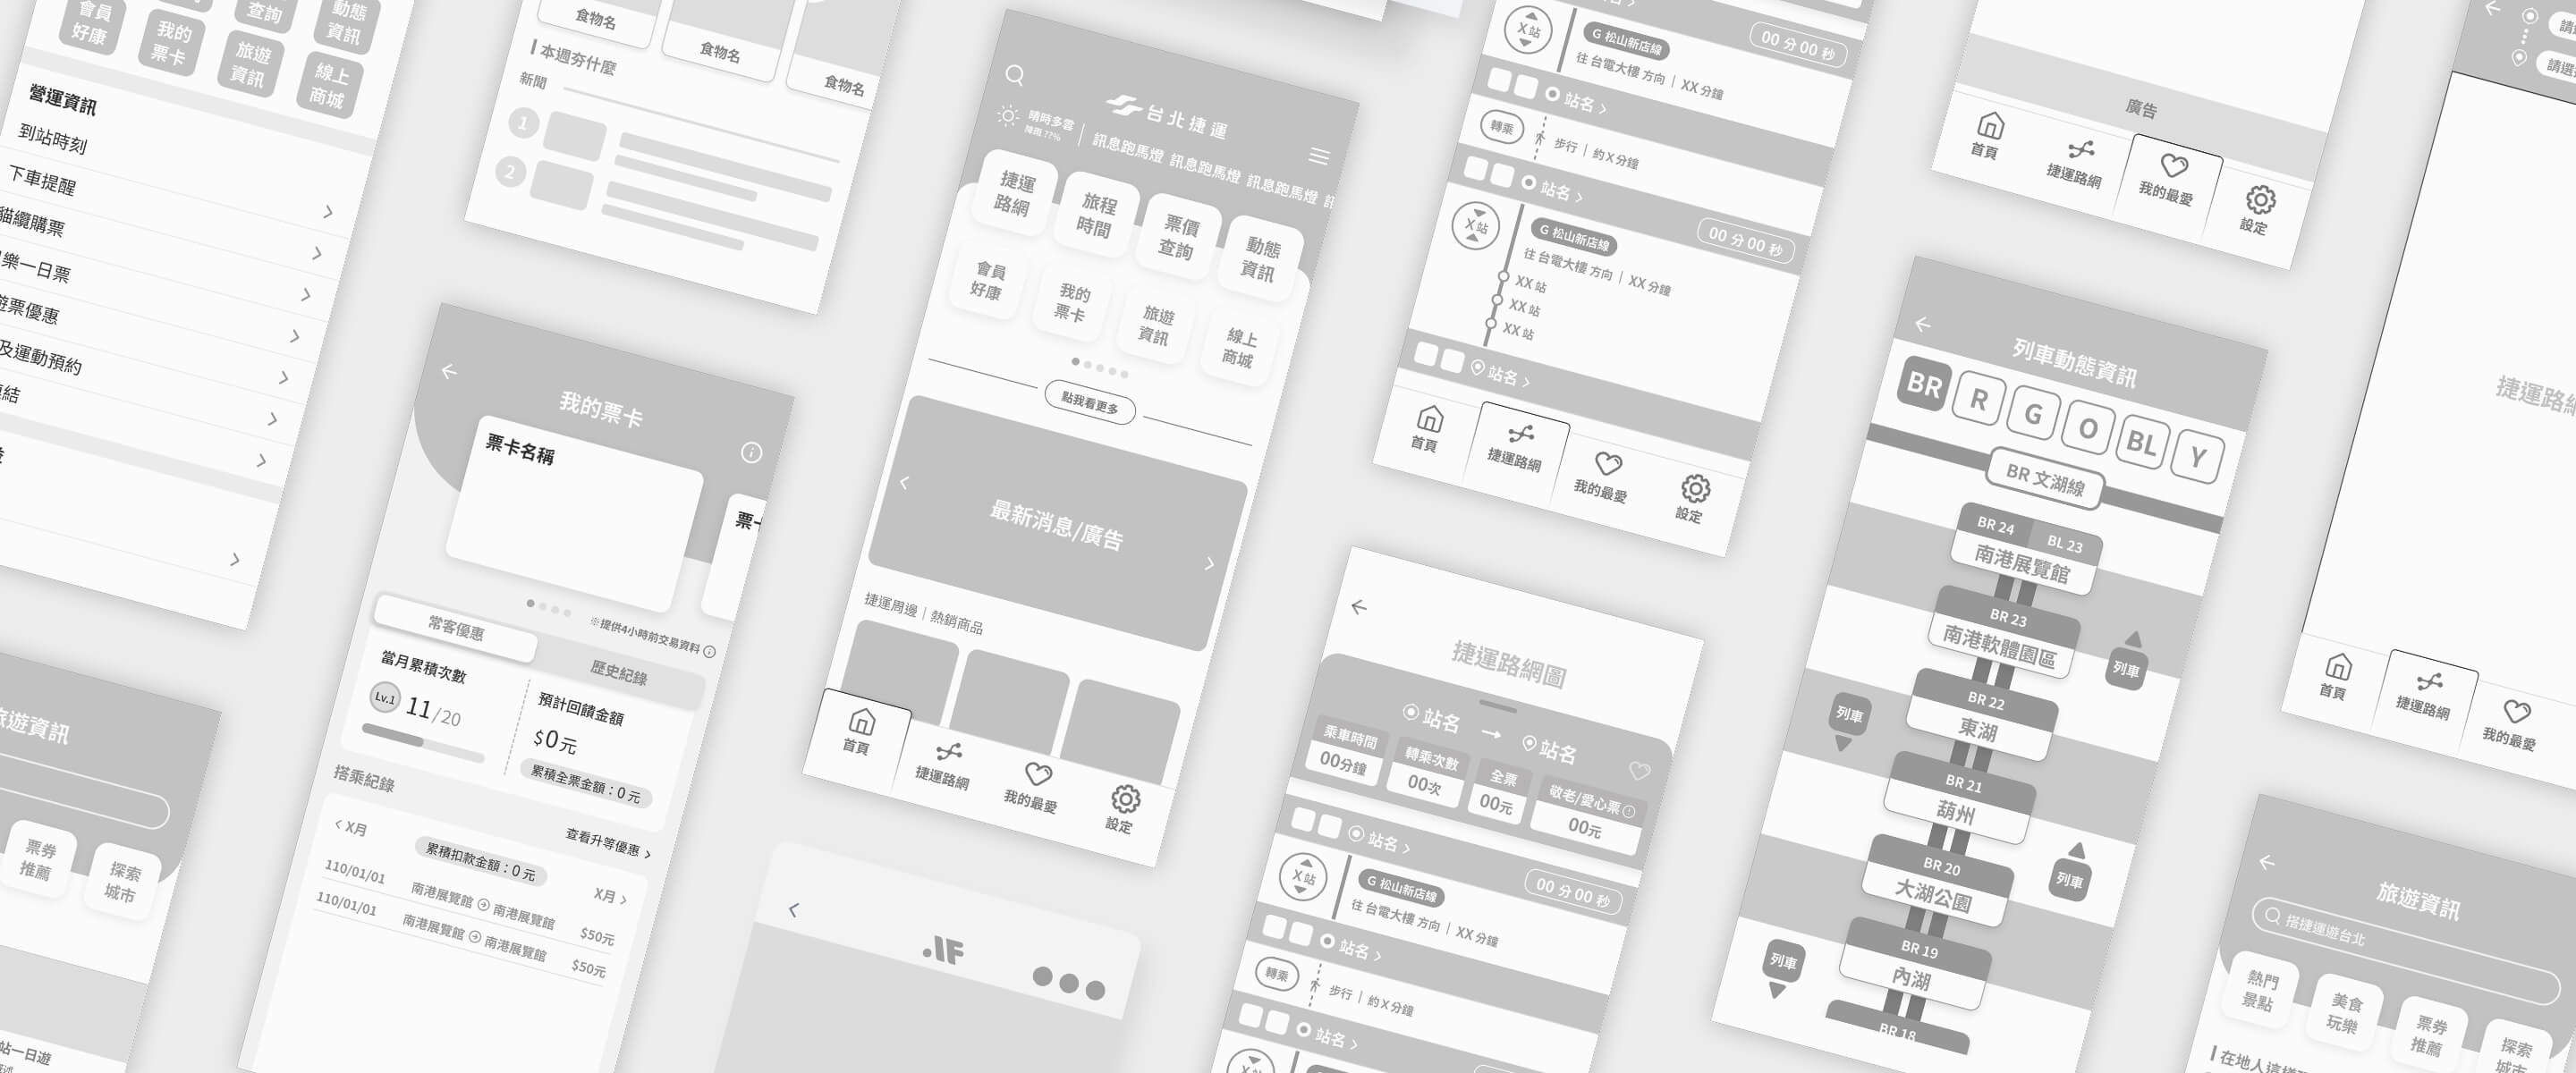 會員
好康
我的
票卡
查詢
旅遊
資訊
動態
資訊
線上
商城
營運資訊
到站時刻
下車提醒
貓纜購票
樂一日票
遊票優惠
及運動預約
結
食物名
食物名
食物名
本週夯什麼
新聞
1
2
旅遊資訊
票券
推薦
探索
城市
站一日遊
我的票卡
票卡名稱
票卡
※提供4小時前交易資料
常客優惠
歷史紀錄
當月累積次數
Lv.1
11/20
預計回饋金額
$0元
累積全票金額：0 元
搭乘紀錄
查看升等優惠
X月
累積扣款金額：0 元
X月
110/01/01 南港展覽館 南港展覽館 $50元
110/01/01 南港展覽館 南港展覽館 $50元
台北捷運
晴時多雲
降雨 ??%
訊息跑馬燈 訊息跑馬燈 訊息跑馬燈 訊
捷運
路網
旅程
時間
票價
查詢
動態
資訊
會員
好康
我的
票卡
旅遊
資訊
線上
商城
點我看更多
最新消息/廣告
捷運周邊｜熱銷商品
首頁
捷運路網
我的最愛
設定
X 站
G 松山新店線
00 分 00 秒
往 台電大樓 方向｜XX 分鐘
站名
轉乘
步行｜約 X 分鐘
站名
X 站
G 松山新店線
00 分 00 秒
往 台電大樓 方向｜XX 分鐘
XX 站
XX 站
XX 站
站名
首頁
捷運路網
我的最愛
設定
捷運路網圖
站名
站名
乘車時間
00分鐘
轉乘次數
00次
全票
00元
敬老/愛心票
00元
站名
X 站
G 松山新店線
00 分 00 秒
往 台電大樓 方向｜XX 分鐘
站名
轉乘
步行｜約 X 分鐘
站名
X 站
廣告
首頁
捷運路網
我的最愛
設定
列車動態資訊
BR
R
G
O
BL
Y
BR 文湖線
BR 24
BL 23
南港展覽館
BR 23
南港軟體園區
列車
BR 22
東湖
列車
BR 21
葫州
BR 20
大湖公園
列車
BR 19
內湖
列車
BR 18
捷運路網
首頁
捷運路網
我的最愛
旅遊資訊
搭捷運遊台北
熱門
景點
美食
玩樂
票券
推薦
探索
城市
在地人這樣